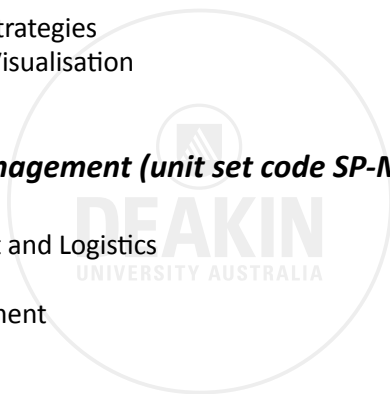 trategies
Visualisation
nagement (unit set code SP-
t and Logistics
DEAKIN
UNIVERSITY AUSTRALIA
ment